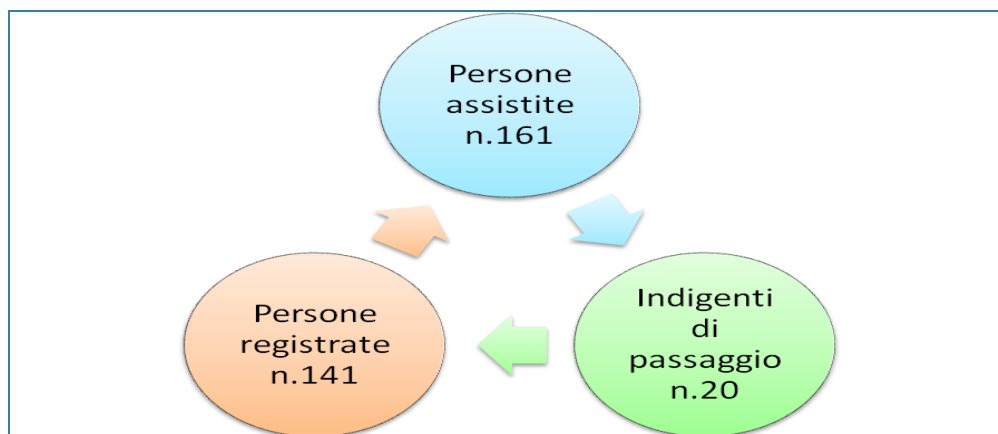 Persone
assistite
n.161
Persone
registrate
n.141
Indigenti
di
passaggio
n.20